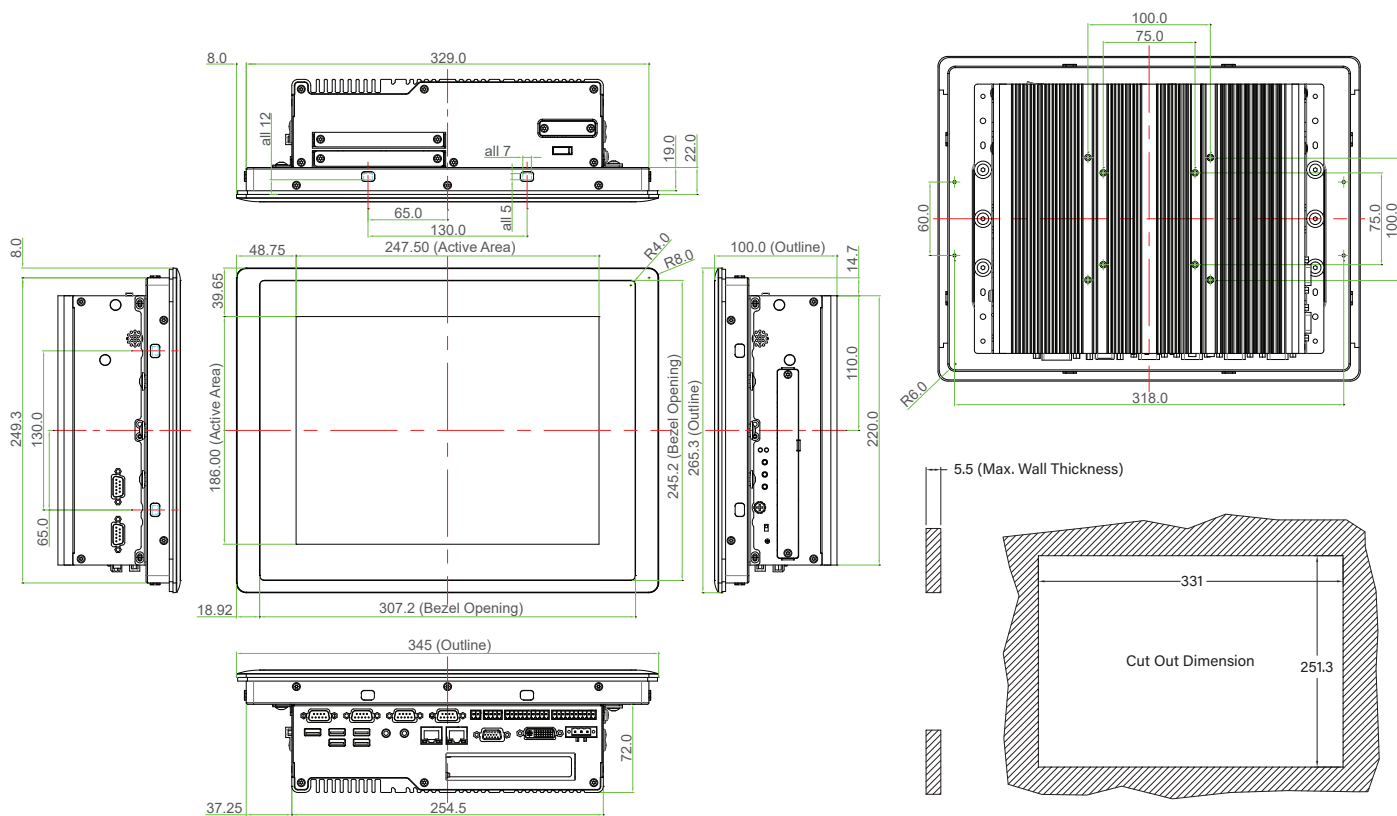 8.0
329.0
all 12
all 7
19.0
22.0
65.0
all 5
130.0
100.0
75.0
60.0
75.0
100.0
R6.0
318.0
8.0
249.3
130.0
65.0
48.75
247.50 (Active Area)
R4.0
R8.0
39.65
186.00 (Active Area)
245.2 (Bezel Opening)
265.3 (Outline)
18.92
307.2 (Bezel Opening)
100.0 (Outline)
14.7
110.0
220.0
5.5 (Max. Wall Thickness)
331
Cut Out Dimension
251.3
345 (Outline)
72.0
37.25
254.5